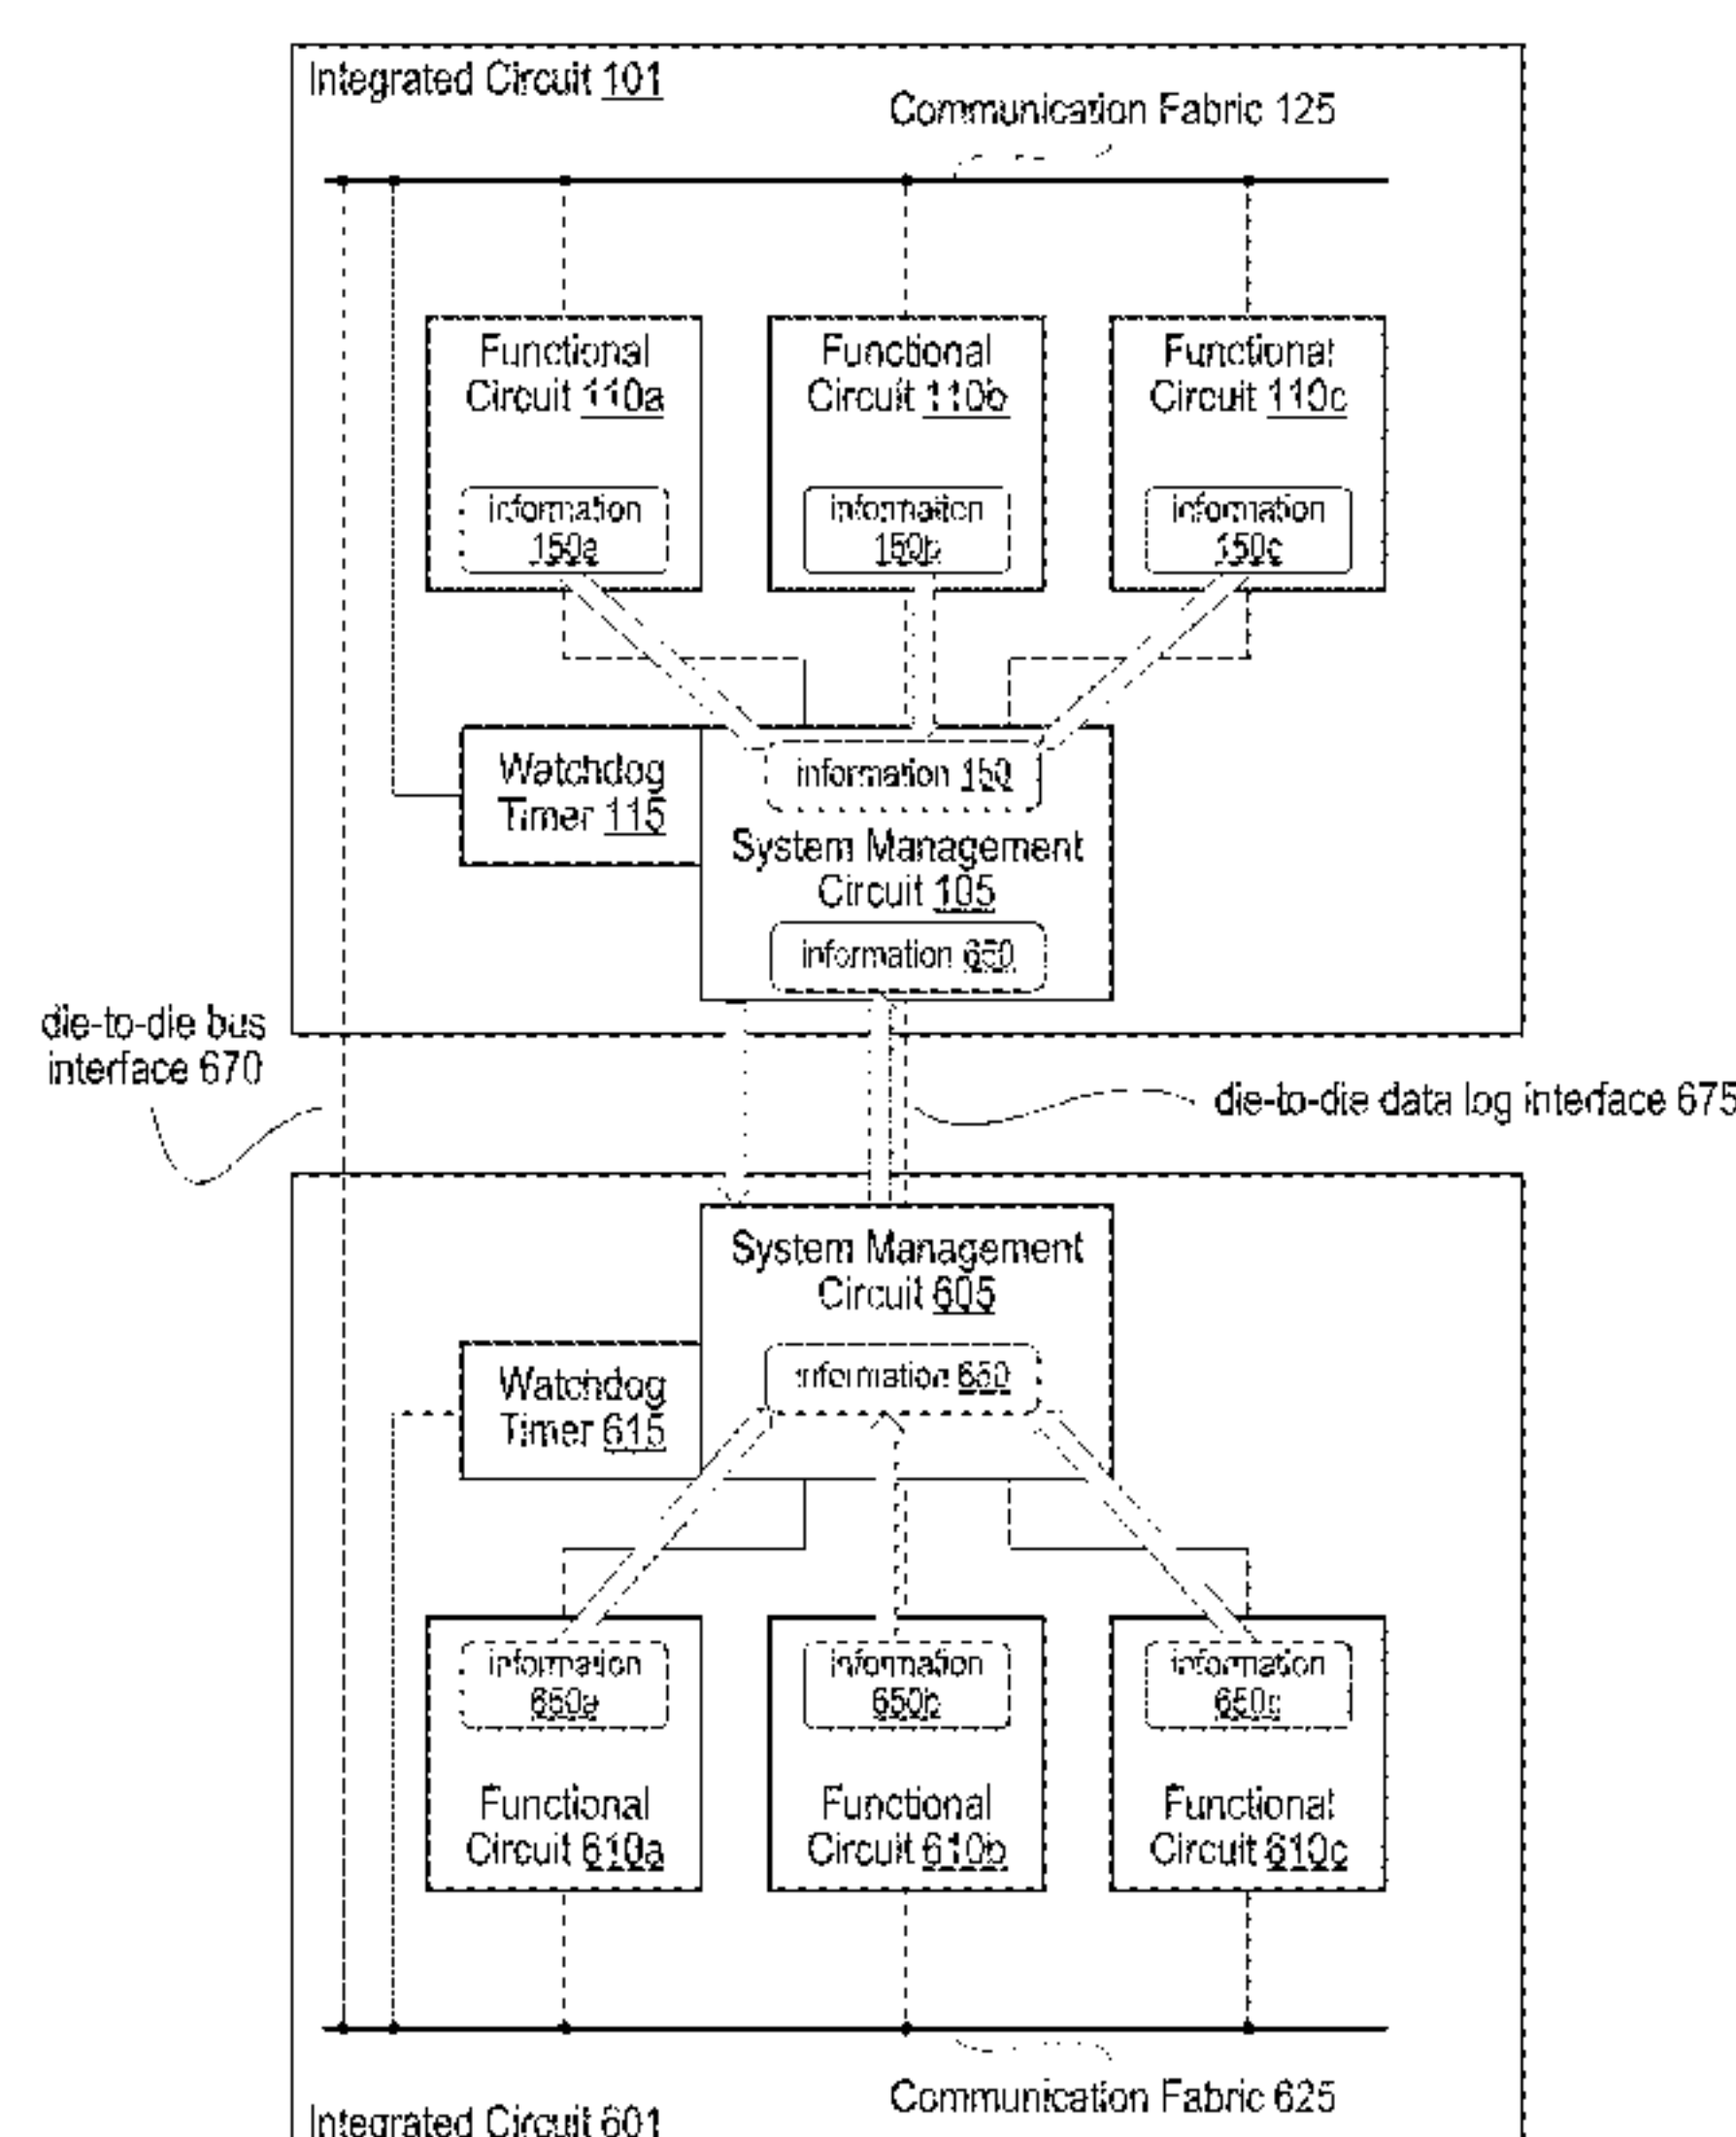 Integrated Circuit 101
Communication Fabric 125
Functional
Circuit 110a
Functional
Circuit 110b
Functional
Circuit 110c
information
150a
information
150b
information
150c
Watchdog
Timer 115
information 150
System Management
Circuit 105
information 650
die-to-die bus
interface 670
die-to-die data log interface 675
System Management
Circuit 605
information 650
Watchdog
Timer 615
information
650a
information
650b
information
650c
Functional
Circuit 610a
Functional
Circuit 610b
Functional
Circuit 610c
Communication Fabric 625
Integrated Circuit 601